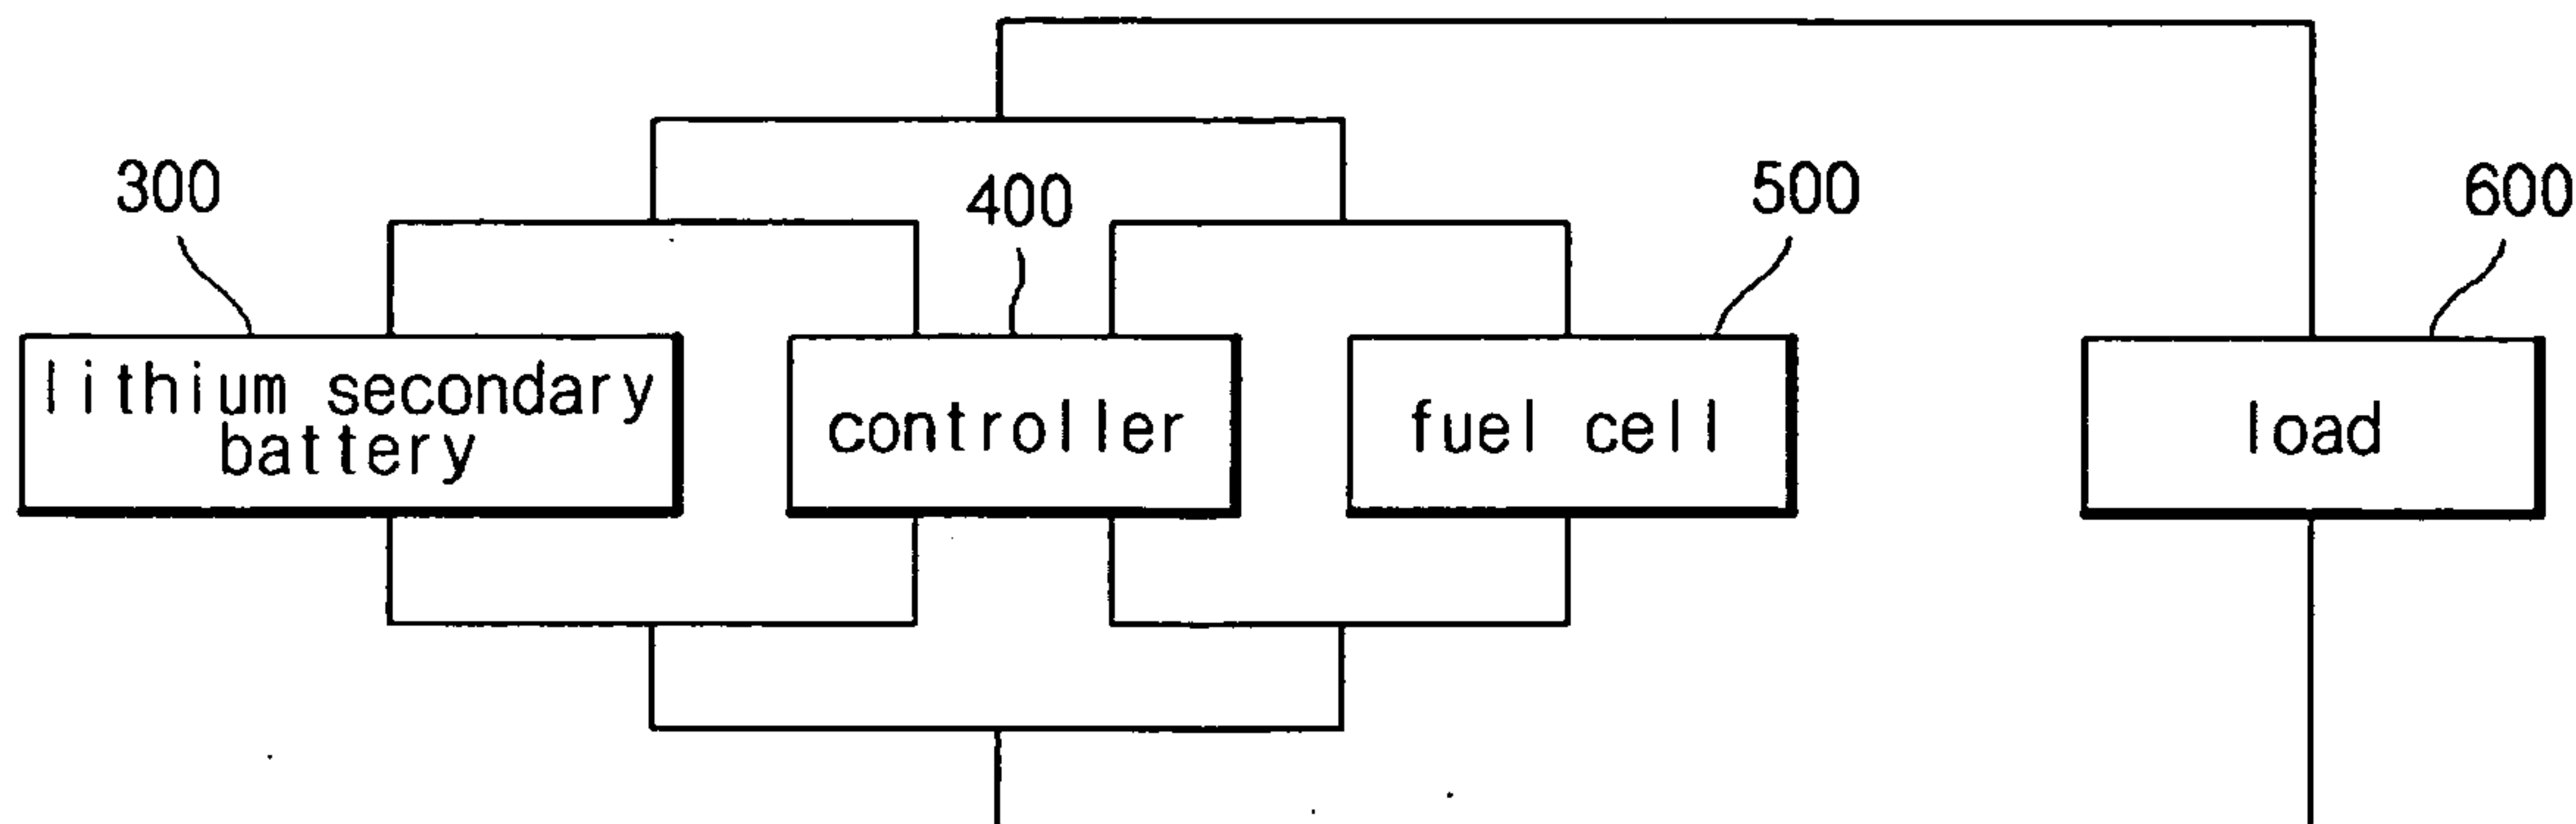 300
400
500
600
lithium secondary
battery
controller
fuel cell
load